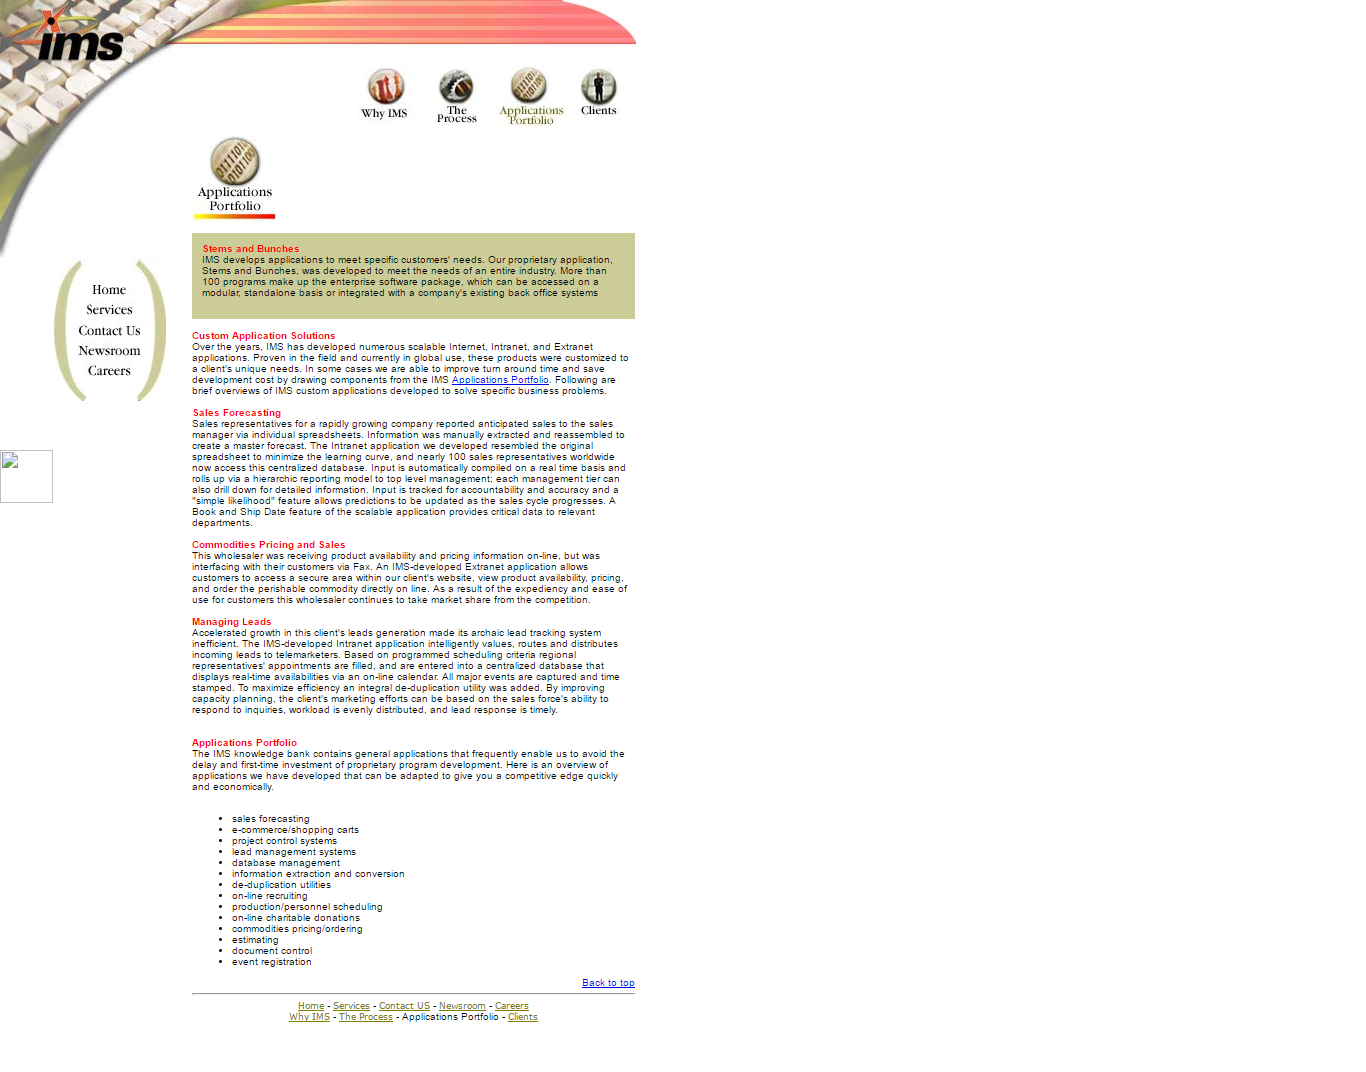 ims
Why IMS
The
Process
Applications
Portfolio
Clients
Applications
Portfolio
Stems and Bunches
IMS develops applications to meet specific customers' needs. Our proprietary application,
Stems and Bunches, was developed to meet the needs of an entire industry. More than
100 programs make up the enterprise software package, which can be accessed on a
modular, standalone basis or integrated with a company's existing back office systems
Home
Services
Contact Us
Newsroom
Careers
Custom Application Solutions
Over the years, IMS has developed numerous scalable Internet, Intranet, and Extranet
applications. Proven in the field and currently in global use, these products were customized to
a client's unique needs. In some cases we are able to improve turn around time and save
development cost by drawing components from the IMS Applications Portfolio. Following are
brief overviews of IMS custom applications developed to solve specific business problems.
Sales Forecasting
Sales representatives for a rapidly growing company reported anticipated sales to the sales
manager via individual spreadsheets. Information was manually extracted and reassembled to
create a master forecast. The Intranet application we developed resembled the original
spreadsheet to minimize the learning curve, and nearly 100 sales representatives worldwide
now access this centralized database. Input is automatically compiled on a real time basis and
rolls up via a hierarchic reporting model to top level management; each management tier can
also drill down for detailed information. Input is tracked for accountability and accuracy and a
"simple likelihood" feature allows predictions to be updated as the sales cycle progresses. A
Book and Ship Date feature of the scalable application provides critical data to relevant
departments.
Commodities Pricing and Sales
This wholesaler was receiving product availability and pricing information on-line, but was
interfacing with their customers via Fax. An IMS-developed Extranet application allows
customers to access a secure area within our client's website, view product availability, pricing,
and order the perishable commodity directly on line. As a result of the expediency and ease of
use for customers this wholesaler continues to take market share from the competition.
Managing Leads
Accelerated growth in this client's leads generation made its archaic lead tracking system
inefficient. The IMS-developed Intranet application intelligently values, routes and distributes
incoming leads to telemarketers. Based on programmed scheduling criteria regional
representatives' appointments are filled, and are entered into a centralized database that
displays real-time availabilities via an on-line calendar. All major events are captured and time
stamped. To maximize efficiency an integral de-duplication utility was added. By improving
capacity planning, the client's marketing efforts can be based on the sales force's ability to
respond to inquiries, workload is evenly distributed, and lead response is timely.
Applications Portfolio
The IMS knowledge bank contains general applications that frequently enable us to avoid the
delay and first-time investment of proprietary program development. Here is an overview of
applications we have developed that can be adapted to give you a competitive edge quickly
and economically.
• sales forecasting
• e-commerce/shopping carts
• project control systems
• lead management systems
• database management
• information extraction and conversion
• de-duplication utilities
• on-line recruiting
• production/personnel scheduling
• on-line charitable donations
• commodities pricing/ordering
• estimating
• document control
• event registration
Back to top
Home - Services - Contact US - Newsroom - Careers
Why IMS - The Process - Applications Portfolio - Clients